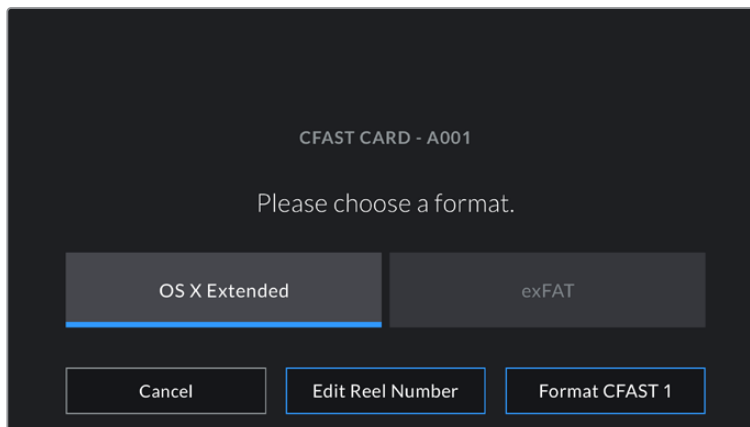 CFAST CARD - A001
Please choose a format.
OS X Extended
exFAT
Cancel
Edit Reel Number
Format CFAST 1